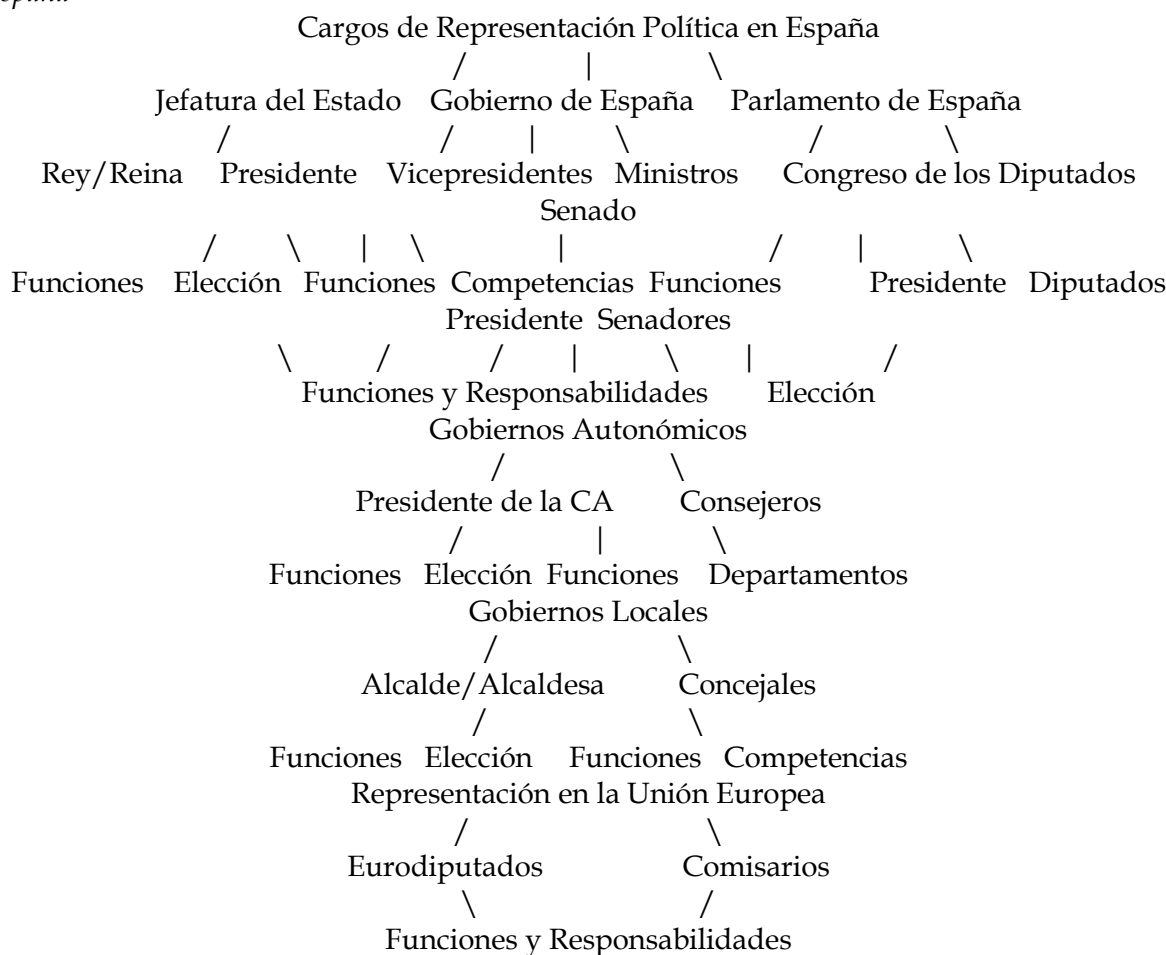 Cargos de Representación Política en España
/ | \
Jefatura del Estado Gobierno de España Parlamento de España
/ / | \ / \
Rey/Reina Presidente Vicepresidentes Ministros Congreso de los Diputados
Senado
/ \ | \ | / | \
Funciones Elección Funciones Competencias Funciones Presidente Diputados
Presidente Senadores
\ / / | \ | /
Funciones y Responsabilidades Elección
Gobiernos Autonómicos
/ \
Presidente de la CA Consejeros
/ | \
Funciones Elección Funciones Departamentos
Gobiernos Locales
/ \
Alcalde/Alcaldesa Concejales
/ \
Funciones Elección Funciones Competencias
Representación en la Unión Europea
/ \
Eurodiputados Comisarios
\ /
Funciones y Responsabilidades